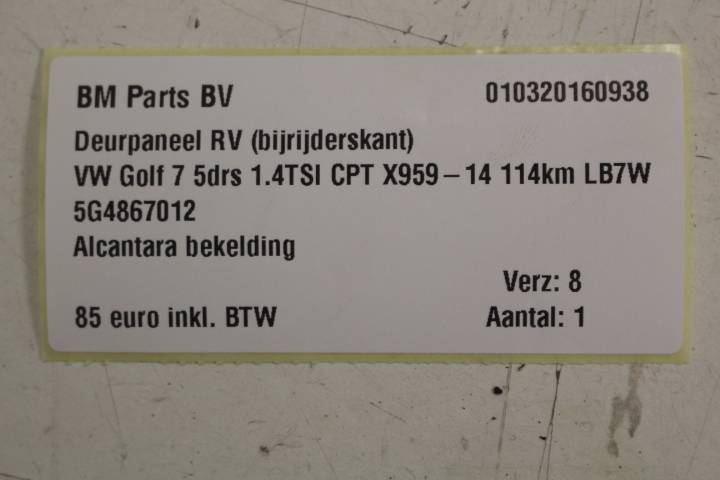 BM Parts BV 010320160938
Deurpaneel RV (bijrijderskant)
VW Golf 7 5drs 1.4TSI CPT X959-14 114km LB7W
5G4867012
Alcantara bekelding
Verz: 8
85 euro inkl. BTW Aantal: 1